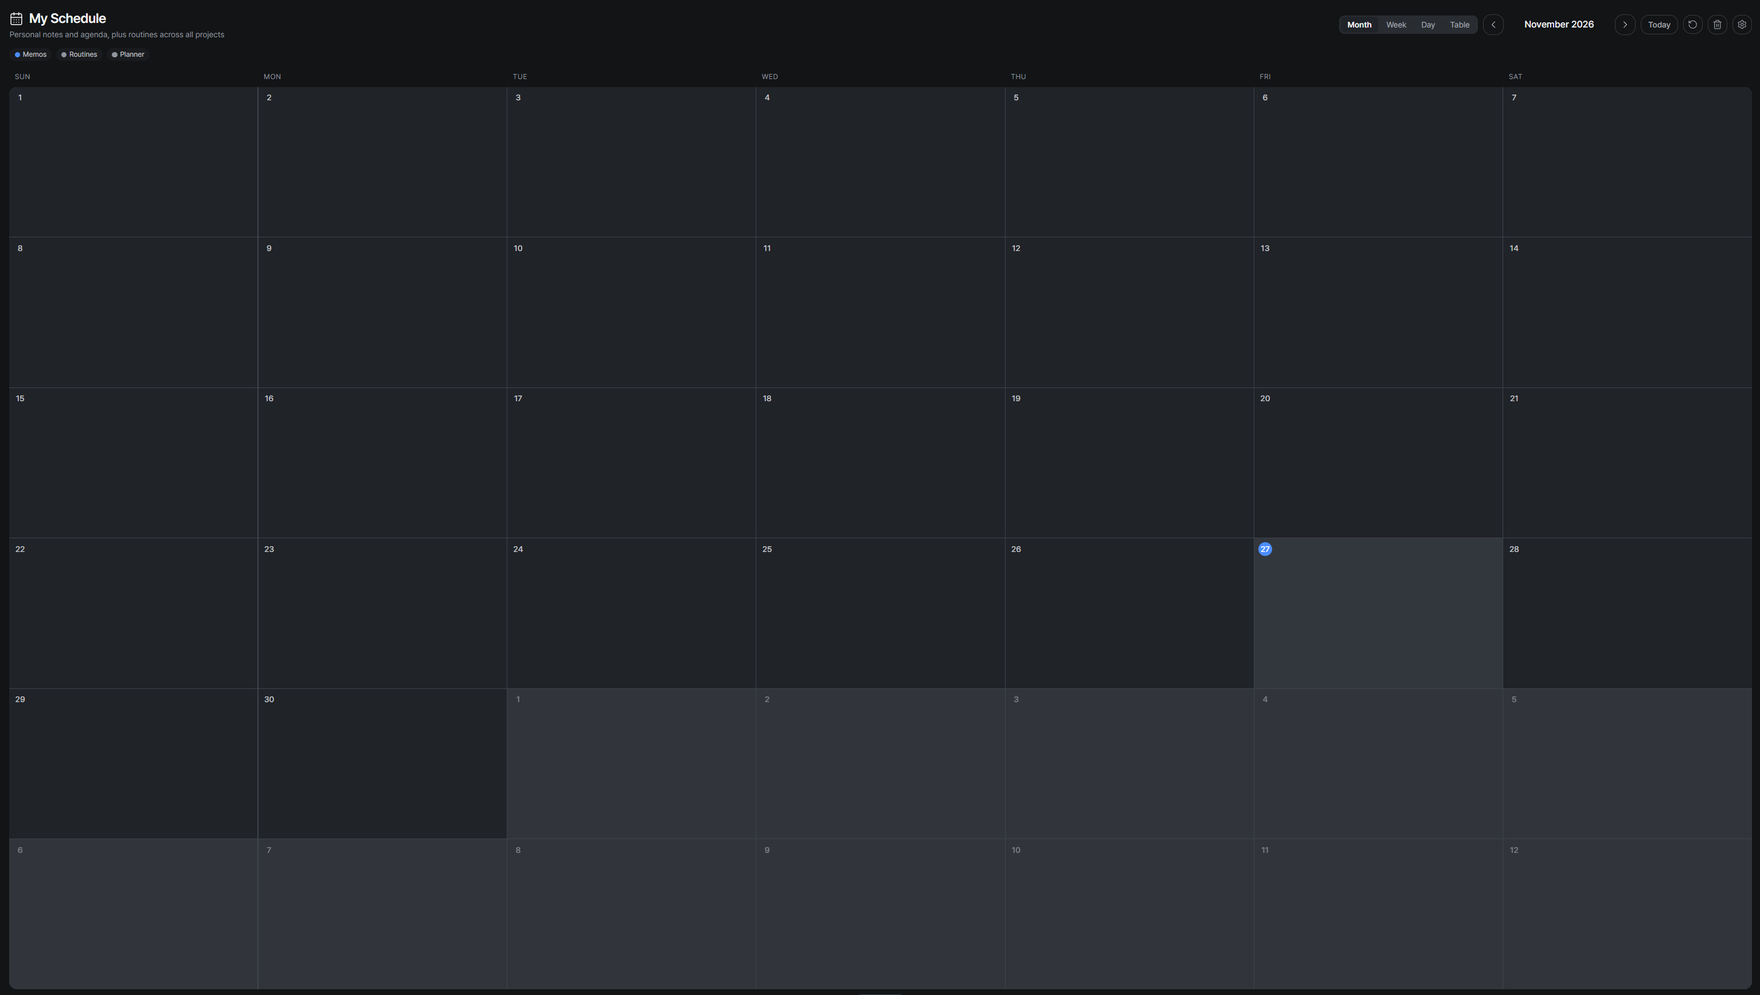 My Schedule
Personal notes and agenda, plus routines across all projects
Memos Routines Planner
Month Week Day Table November 2026 Today
SUN MON TUE WED THU FRI SAT
1 2 3 4 5 6 7
8 9 10 11 12 13 14
15 16 17 18 19 20 21
22 23 24 25 26 27 28
29 30 1 2 3 4 5
6 7 8 9 10 11 12